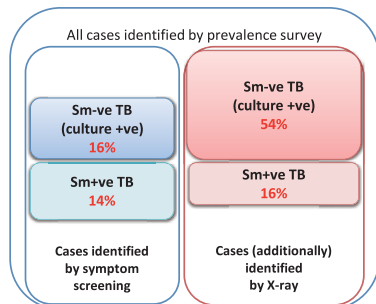 All cases identified by prevalence survey
Sm-ve TB
(culture +ve)
16%
Sm+ve TB
14%
Cases identified
by symptom
screening
Sm-ve TB
(culture +ve)
54%
Sm+ve TB
16%
Cases (additionally)
identified
by X-ray